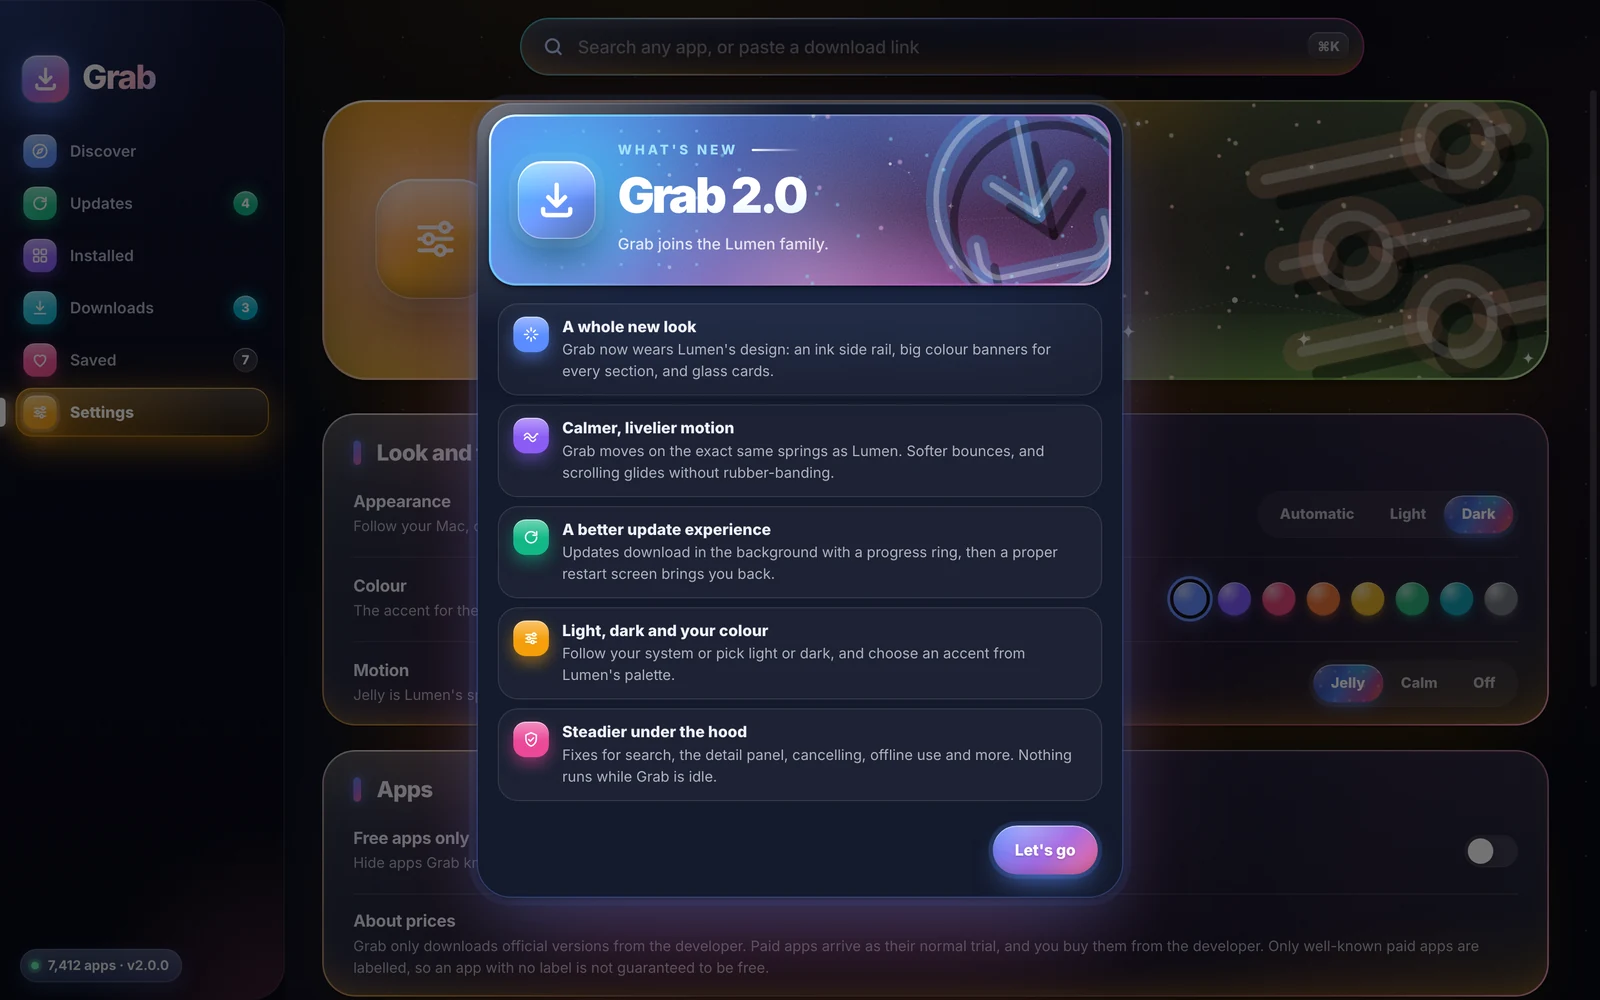 Grab
Search any app, or paste a download link
⌘K
Discover
Updates
4
Installed
Downloads
3
Saved
7
Settings
7,412 apps · v2.0.0
WHAT'S NEW
Grab 2.0
Grab joins the Lumen family.
A whole new look
Grab now wears Lumen's design: an ink side rail, big colour banners for
every section, and glass cards.
Calmer, livelier motion
Grab moves on the exact same springs as Lumen. Softer bounces, and
scrolling glides without rubber-banding.
A better update experience
Updates download in the background with a progress ring, then a proper
restart screen brings you back.
Light, dark and your colour
Follow your system or pick light or dark, and choose an accent from
Lumen's palette.
Steadier under the hood
Fixes for search, the detail panel, cancelling, offline use and more. Nothing
runs while Grab is idle.
Let's go
Look and
Appearance
Follow your Mac,
Automatic
Light
Dark
Colour
The accent for the
Motion
Jelly is Lumen's
Jelly
Calm
Off
Apps
Free apps only
Hide apps Grab
About prices
Grab only downloads official versions from the developer. Paid apps arrive as their normal trial, and you buy them from the developer. Only well-known paid apps are
labelled, so an app with no label is not guaranteed to be free.